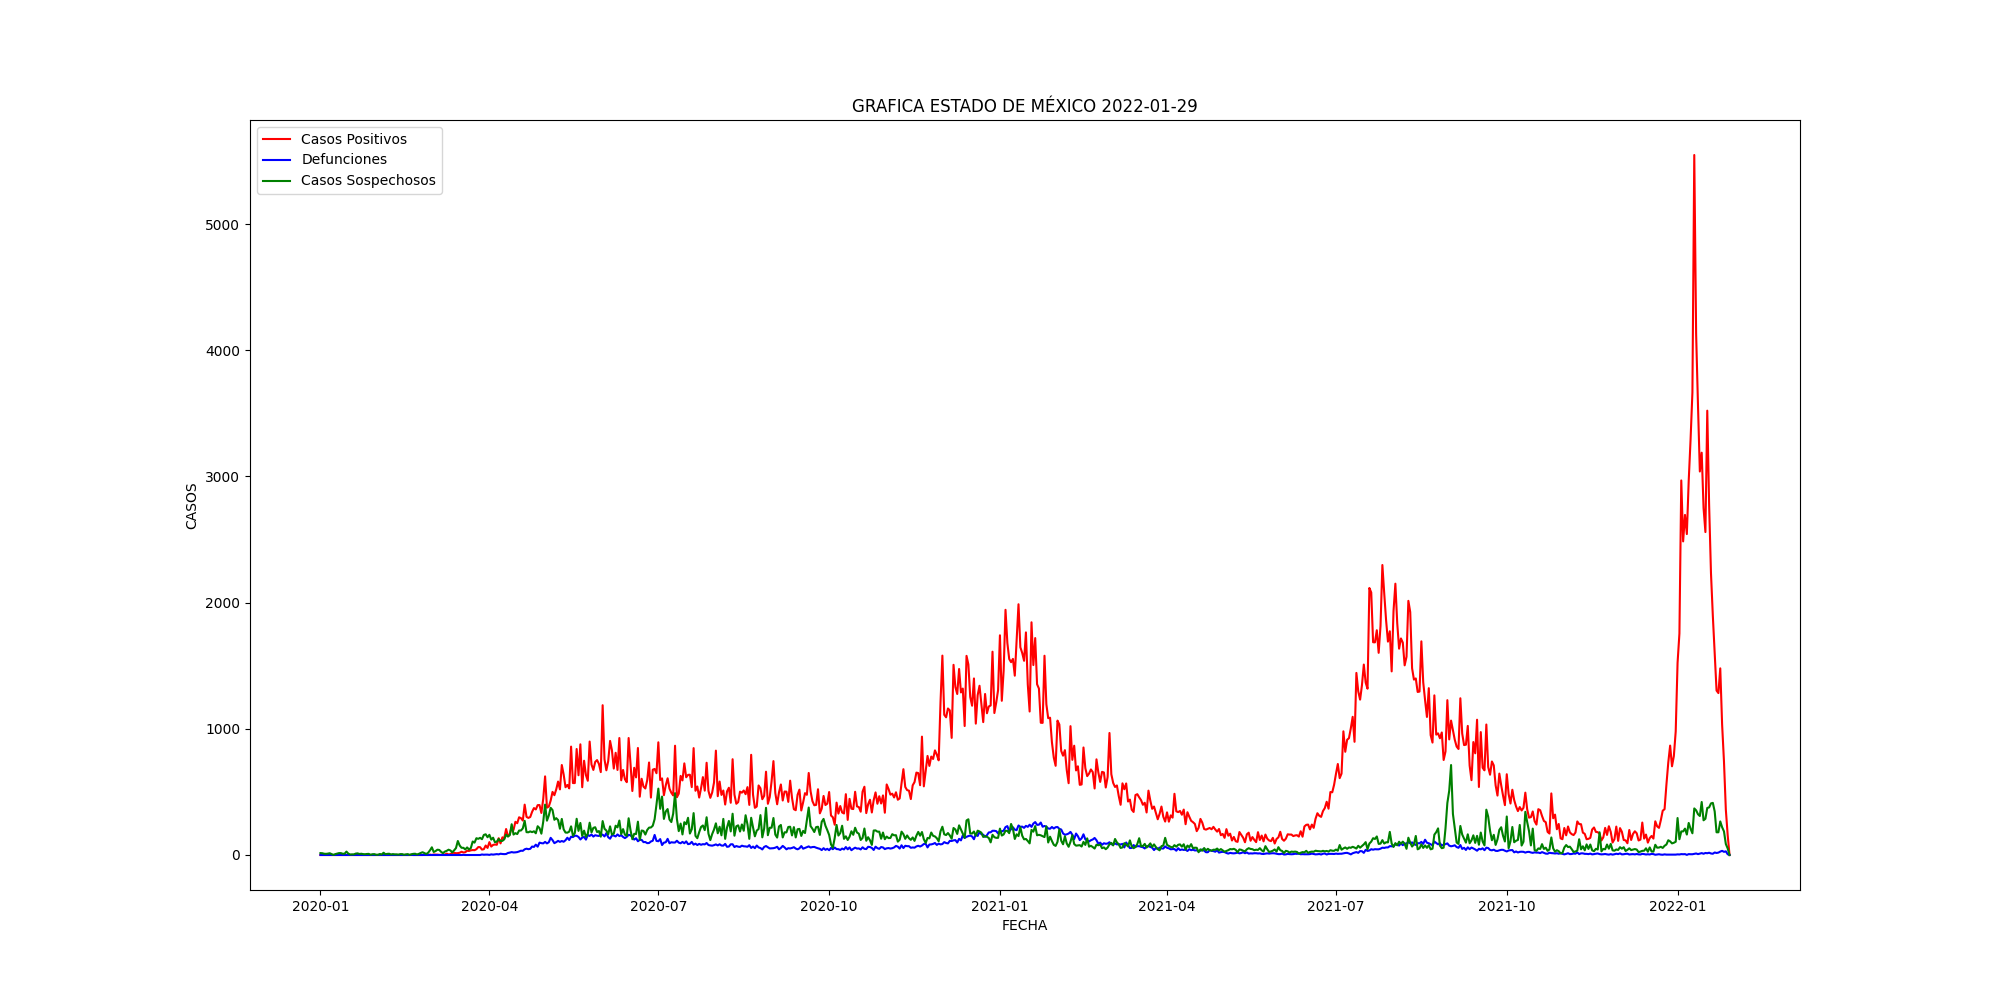 GRAFICA ESTADO DE MÉXICO 2022-01-29
Casos Positivos
Defunciones
Casos Sospechosos
CASOS
5000
4000
3000
2000
1000
0
2020-01 2020-04 2020-07 2020-10 2021-01 2021-04 2021-07 2021-10 2022-01
FECHA